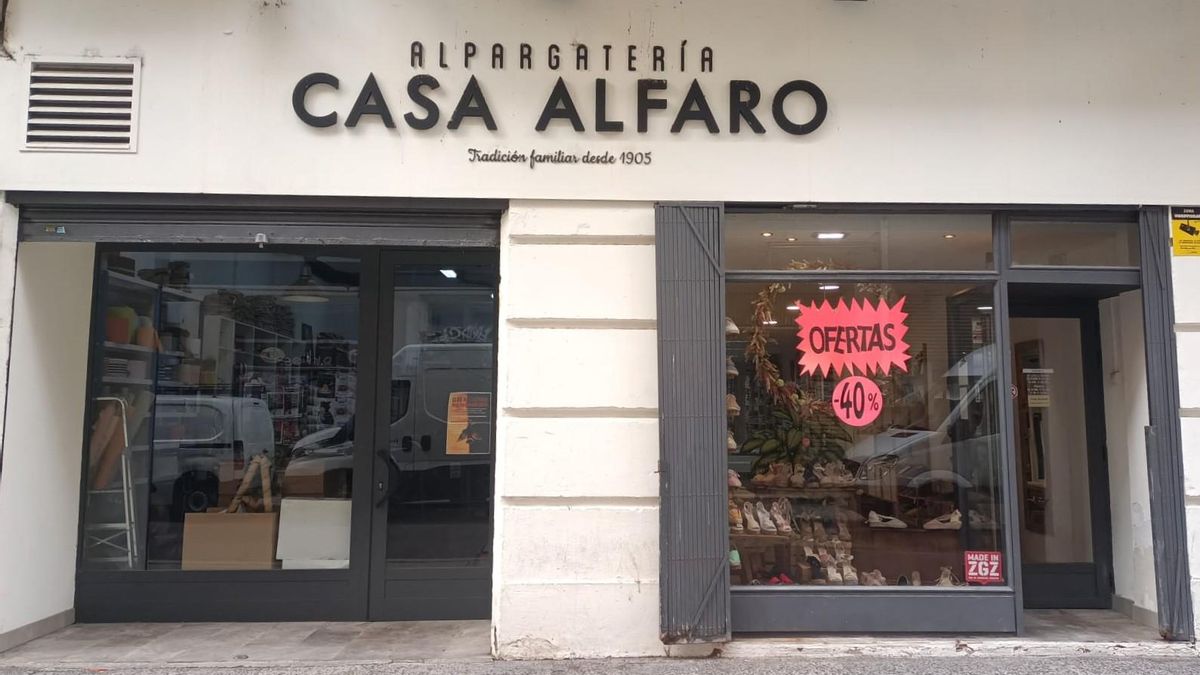 ALPARGATERÍA
CASA ALFARO
Tradición familiar desde 1905
OFERTAS
-40%
MADE IN
ZGZ